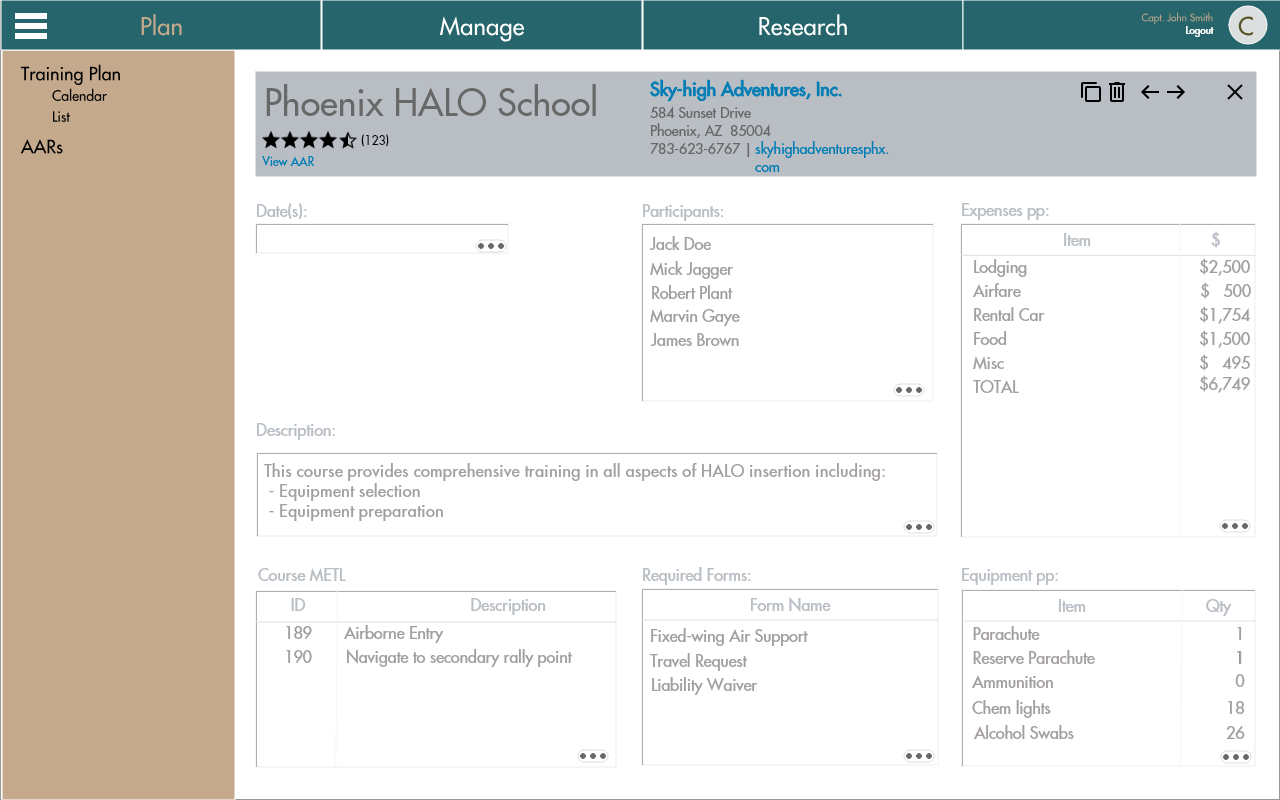 Plan
Manage
Research
Capt. John Smith
Logout
C
Training Plan
Calendar
List
AARs
Phoenix HALO School
(123)
View AAR
Sky-high Adventures, Inc.
584 Sunset Drive
Phoenix, AZ 85004
783-623-6767 | skyhighadventuresphx.
com
Date(s):
Participants:
Jack Doe
Mick Jagger
Robert Plant
Marvin Gaye
James Brown
Expenses pp:
Item $
Lodging $2,500
Airfare $ 500
Rental Car $1,754
Food $1,500
Misc $ 495
TOTAL $6,749
Description:
This course provides comprehensive training in all aspects of HALO insertion including:
- Equipment selection
- Equipment preparation
Course METL
ID Description
189 Airborne Entry
190 Navigate to secondary rally point
Required Forms:
Form Name
Fixed-wing Air Support
Travel Request
Liability Waiver
Equipment pp:
Item Qty
Parachute 1
Reserve Parachute 1
Ammunition 0
Chem lights 18
Alcohol Swabs 26